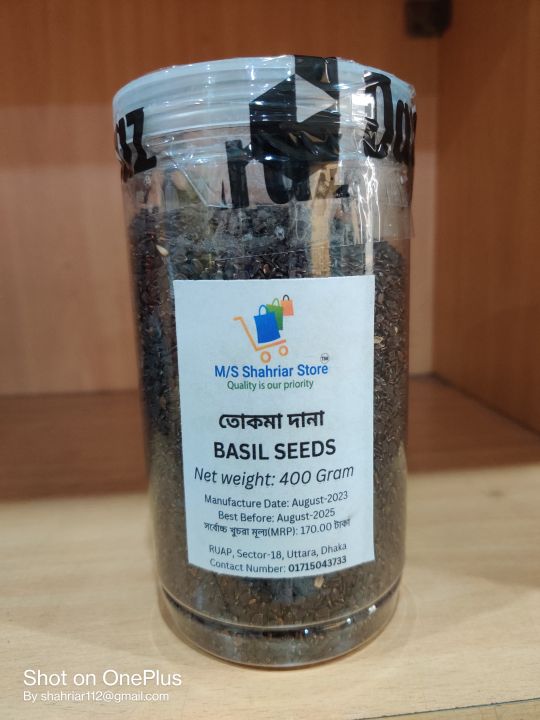 Daraz
M/S Shahriar Store
TM
Quality is our priority
তোকমা দানা
BASIL SEEDS
Net weight: 400 Gram
Manufacture Date: August-2023
Best Before: August-2025
সর্বোচ্চ খুচরা মূল্য(MRP): 170.00 টাকা
RUAP, Sector-18, Uttara, Dhaka
Contact Number: 01715043733
Shot on OnePlus
By shahriar112@gmail.com